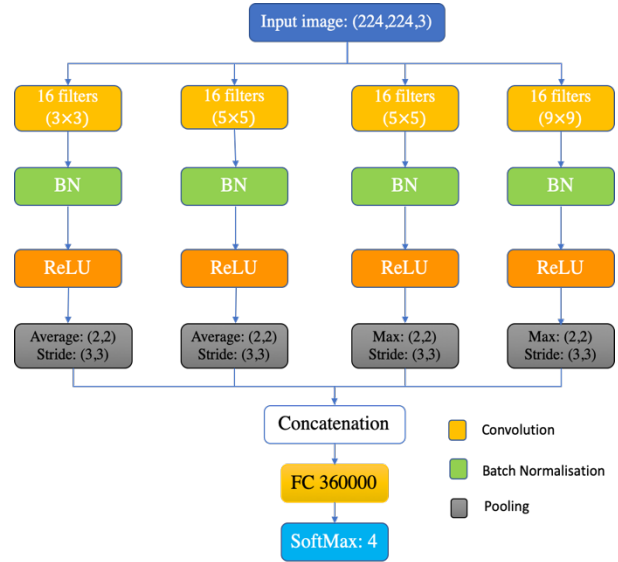 Input image: (224,224,3)
16 filters
(3×3)
16 filters
(5×5)
16 filters
(5×5)
16 filters
(9×9)
BN
BN
BN
BN
ReLU
ReLU
ReLU
ReLU
Average: (2,2)
Stride: (3,3)
Average: (2,2)
Stride: (3,3)
Max: (2,2)
Stride: (3,3)
Max: (2,2)
Stride: (3,3)
Concatenation
FC 360000
SoftMax: 4
Convolution
Batch Normalisation
Pooling